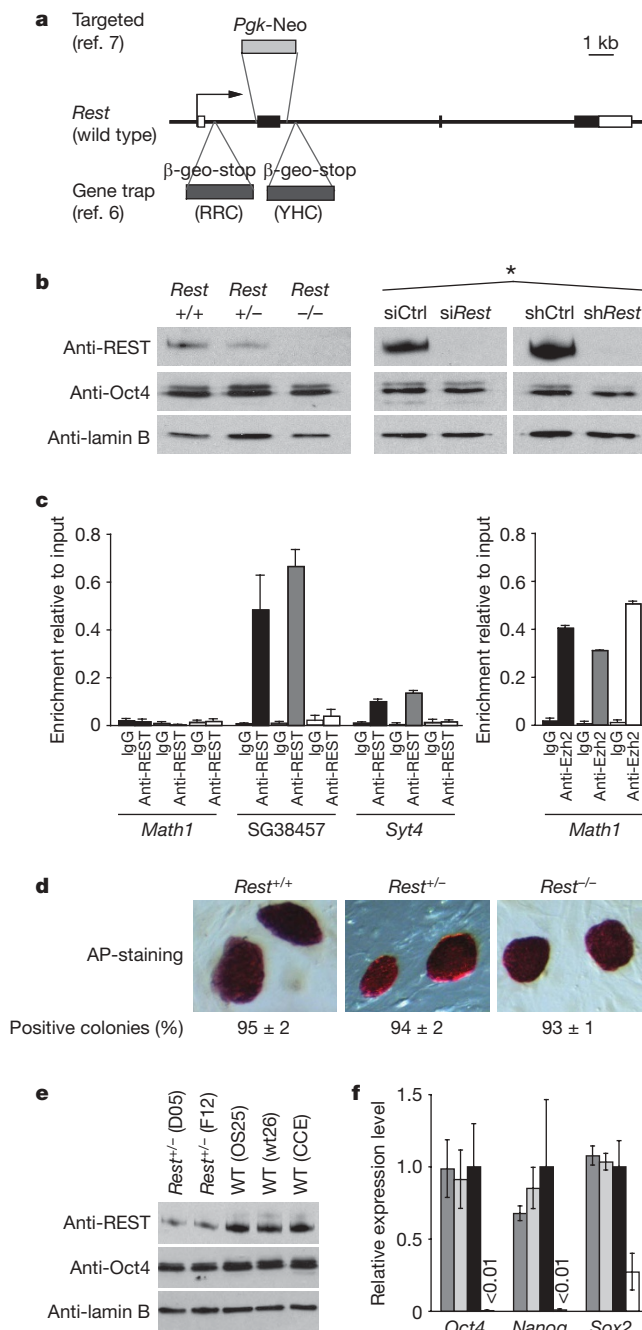 a
Targeted
(ref. 7)
Pgk-Neo
1 kb
Rest
(wild type)
β-geo-stop β-geo-stop
Gene trap
(ref. 6)
(RRC) (YHC)
b
Rest Rest Rest
+/+ +/− −/−
*
siCtrl siRest shCtrl shRest
Anti-REST
Anti-Oct4
Anti-lamin B
c
Enrichment relative to input
0.8
0.6
0.4
0.2
0
IgG
Anti-REST
IgG
Anti-REST
IgG
Anti-REST
IgG
Anti-REST
IgG
Anti-REST
IgG
Anti-REST
IgG
Anti-REST
IgG
Anti-REST
IgG
Anti-REST
Math1 SG38457 Syt4
Enrichment relative to input
0.8
0.6
0.4
0.2
0
IgG
Anti-Ezh2
IgG
Anti-Ezh2
IgG
Anti-Ezh2
Math1
d
Rest+/+ Rest+/− Rest−/−
AP-staining
Positive colonies (%) 95 ± 2 94 ± 2 93 ± 1
e
Rest+/− (D05)
Rest+/− (F12)
WT (OS25)
WT (wt26)
WT (CCE)
Anti-REST
Anti-Oct4
Anti-lamin B
f
Relative expression level
1.5
1.0
0.5
0
<0.01
<0.01
Oct4 Nanog Sox2